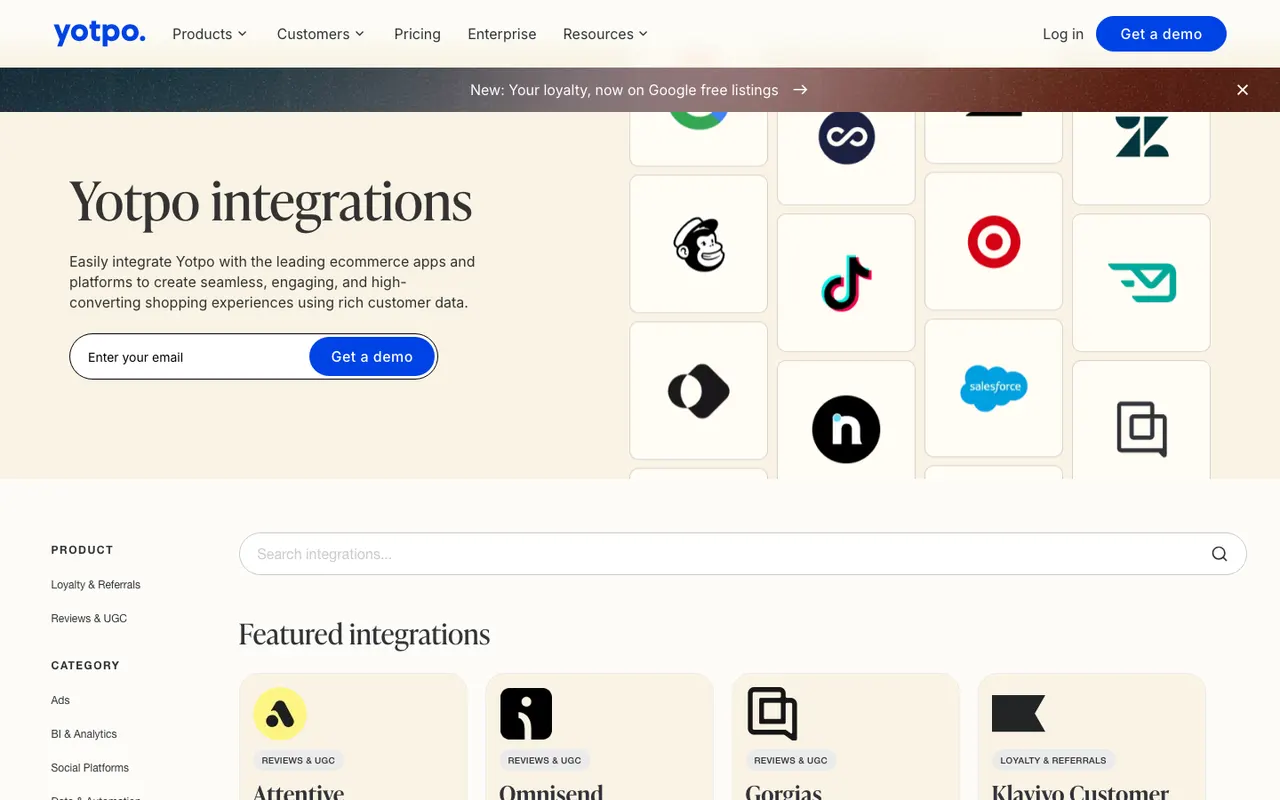 yotpo.
Products
Customers
Pricing
Enterprise
Resources
Log in
Get a demo
New: Your loyalty, now on Google free listings
Yotpo integrations
Easily integrate Yotpo with the leading ecommerce apps and
platforms to create seamless, engaging, and high-
converting shopping experiences using rich customer data.
Enter your email
Get a demo
n
salesforce
PRODUCT
Loyalty & Referrals
Reviews & UGC
CATEGORY
Ads
BI & Analytics
Social Platforms
Data & Automation
Search integrations...
Featured integrations
REVIEWS & UGC
Attentive
REVIEWS & UGC
Omnisend
REVIEWS & UGC
Gorgias
LOYALTY & REFERRALS
Klaviyo Customer